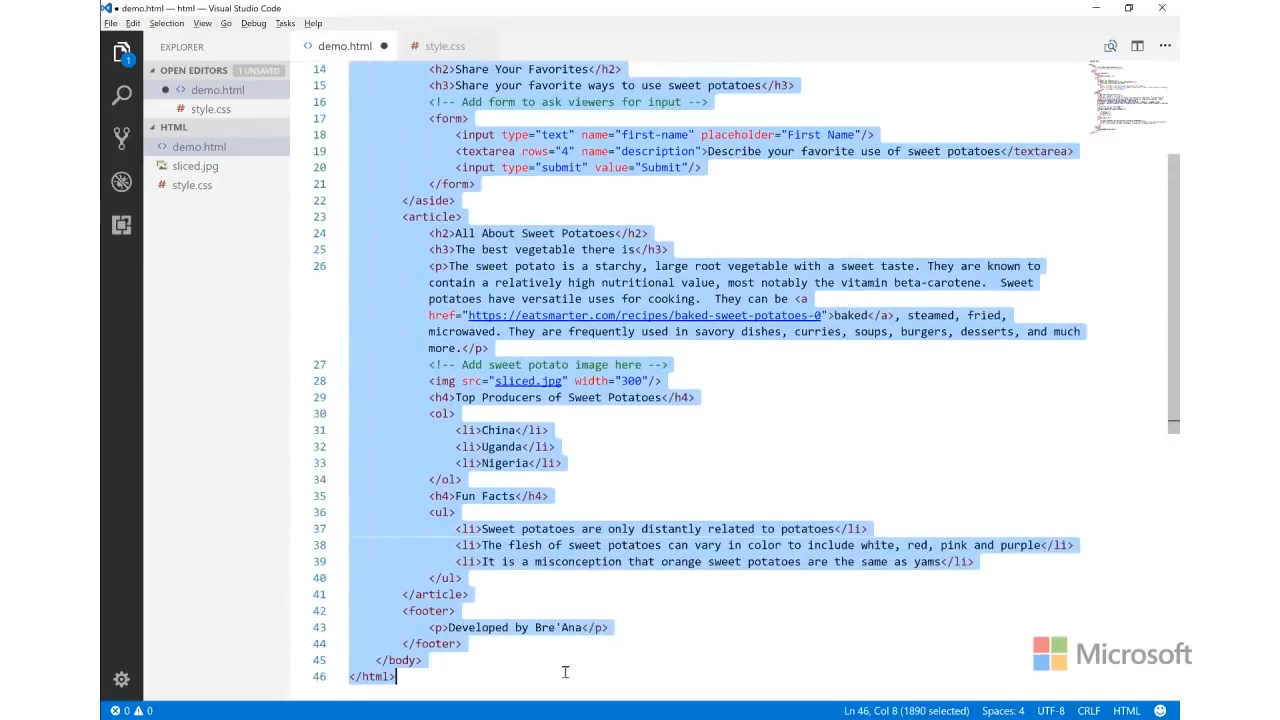 demo.html — html — Visual Studio Code
File Edit Selection View Go Debug Tasks Help
EXPLORER
OPEN EDITORS 1 UNSAVED
demo.html
style.css
HTML
demo.html
sliced.jpg
style.css
1
demo.html style.css
14 <h2>Share Your Favorites</h2>
15 <h3>Share your favorite ways to use sweet potatoes</h3>
16 <!-- Add form to ask viewers for input -->
17 <form>
18 <input type="text" name="first-name" placeholder="First Name"/>
19 <textarea rows="4" name="description">Describe your favorite use of sweet potatoes</textarea>
20 <input type="submit" value="Submit"/>
21 </form>
22 </aside>
23 <article>
24 <h2>All About Sweet Potatoes</h2>
25 <h3>The best vegetable there is</h3>
26 <p>The sweet potato is a starchy, large root vegetable with a sweet taste. They are known to
contain a relatively high nutritional value, most notably the vitamin beta-carotene.  Sweet
potatoes have versatile uses for cooking.  They can be <a
href="https://eatsmarter.com/recipes/baked-sweet-potatoes-0">baked</a>, steamed, fried,
microwaved. They are frequently used in savory dishes, curries, soups, burgers, desserts, and much
more.</p>
27 <!-- Add sweet potato image here -->
28 <img src="sliced.jpg" width="300"/>
29 <h4>Top Producers of Sweet Potatoes</h4>
30 <ol>
31 <li>China</li>
32 <li>Uganda</li>
33 <li>Nigeria</li>
34 </ol>
35 <h4>Fun Facts</h4>
36 <ul>
37 <li>Sweet potatoes are only distantly related to potatoes</li>
38 <li>The flesh of sweet potatoes can vary in color to include white, red, pink and purple</li>
39 <li>It is a misconception that orange sweet potatoes are the same as yams</li>
40 </ul>
41 </article>
42 <footer>
43 <p>Developed by Bre'Ana</p>
44 </footer>
45 </body>
46 </html>
Microsoft
0 0 Ln 46, Col 8 (1890 selected) Spaces: 4 UTF-8 CRLF HTML